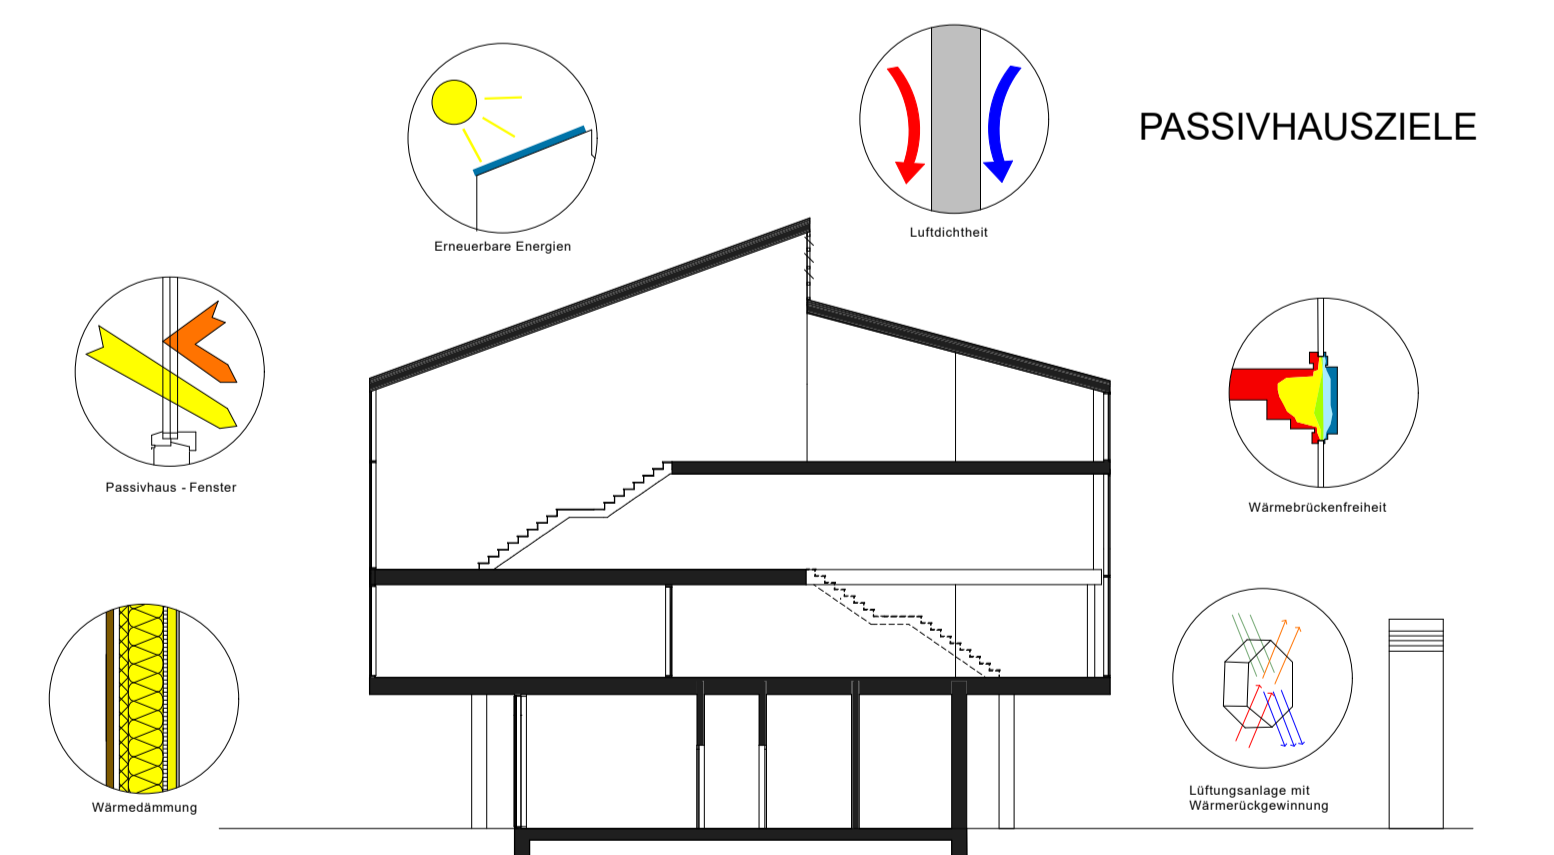 PASSIVHAUSZIELE
Erneuerbare Energien
Luftdichtheit
Passivhaus - Fenster
Wärmebrückenfreiheit
Wärmedämmung
Lüftungsanlage mit
Wärmerückgewinnung